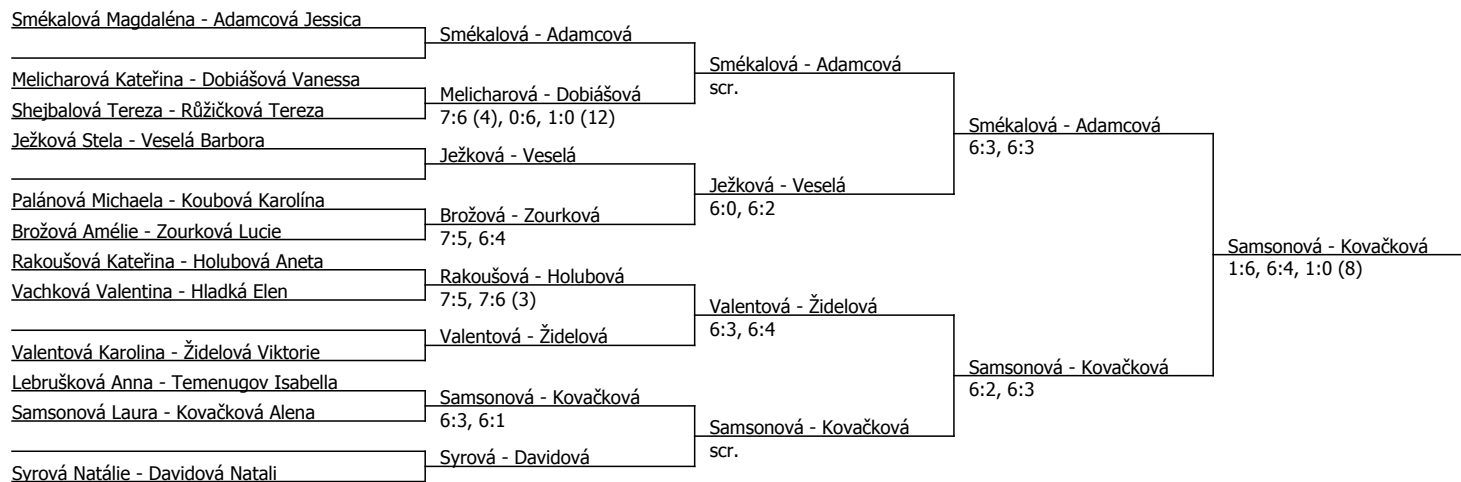 Smékalová Magdaléna - Adamcová Jessica
Melicharová Kateřina - Dobiášová Vanessa
Shejbalová Tereza - Růžičková Tereza
Ježková Stela - Veselá Barbora
Palánová Michaela - Koubová Karolína
Brožová Amélie - Zourková Lucie
Rakoušová Kateřina - Holubová Aneta
Vachková Valentina - Hladká Elen
Valentová Karolina - Židelová Viktorie
Lebrušková Anna - Temenugov Isabella
Samsonová Laura - Kovačková Alena
Syrová Natálie - Davidová Natali
Smékalová - Adamcová
Melicharová - Dobiášová
7:6 (4), 0:6, 1:0 (12)
Ježková - Veselá
Brožová - Zourková
7:5, 6:4
Rakoušová - Holubová
7:5, 7:6 (3)
Valentová - Židelová
Samsonová - Kovačková
6:3, 6:1
Syrová - Davidová
Smékalová - Adamcová
scr.
Ježková - Veselá
6:0, 6:2
Valentová - Židelová
6:3, 6:4
Samsonová - Kovačková
scr.
Smékalová - Adamcová
6:3, 6:3
Samsonová - Kovačková
6:2, 6:3
Samsonová - Kovačková
1:6, 6:4, 1:0 (8)